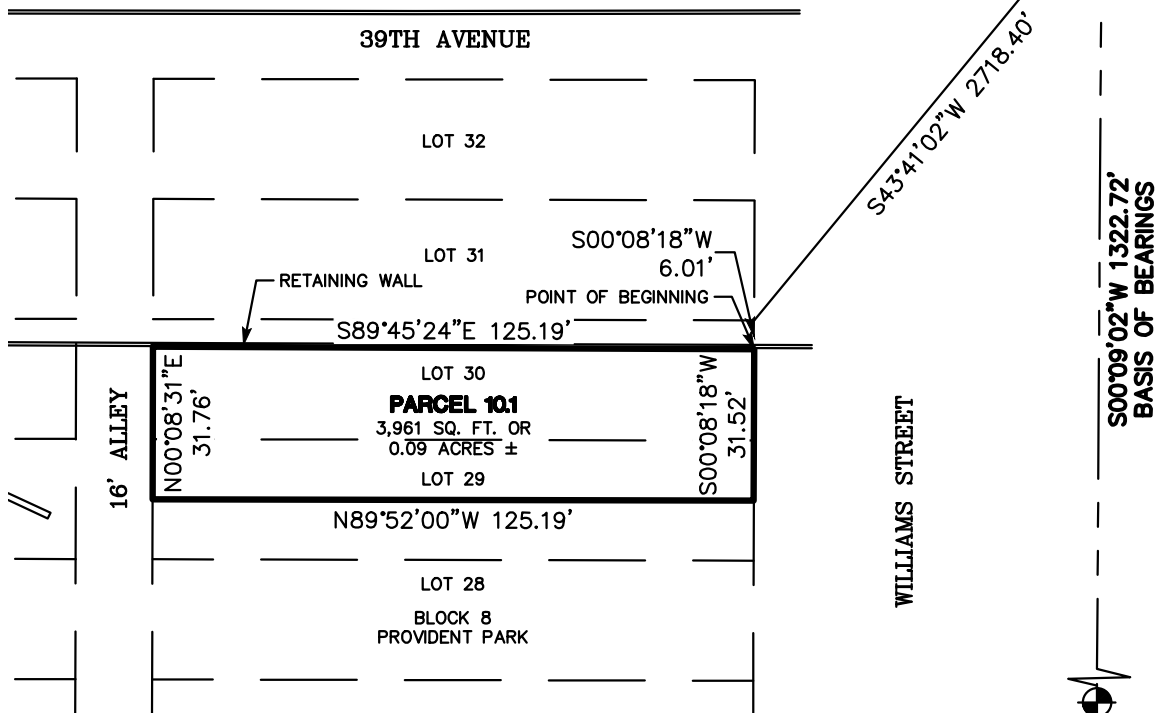 39TH AVENUE
S43°41'02"W 2718.40'
LOT 32
S00°09'02"W 1322.72'
BASIS OF BEARINGS
LOT 31
S00°08'18"W
6.01'
RETAINING WALL
POINT OF BEGINNING
S89°45'24"E 125.19'
LOT 30
PARCEL 10.1
3,961 SQ. FT. OR
0.09 ACRES ±
LOT 29
N00°08'31"E
31.76'
S00°08'18"W
31.52'
16' ALLEY
WILLIAMS STREET
N89°52'00"W 125.19'
LOT 28
BLOCK 8
PROVIDENT PARK